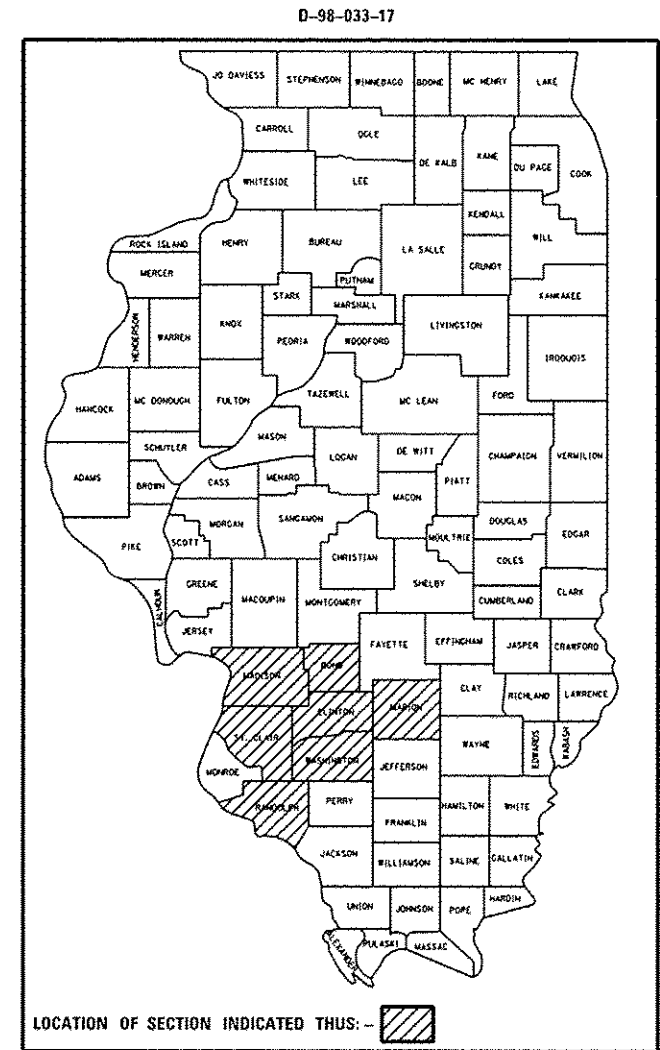 D-98-033-17
JO DAVIESS STEPHENSON WINNEBAGO BOONE MC HENRY LAKE
CARROLL OGLE DE KALB KANE DU PAGE COOK
WHITESIDE LEE
KENDALL WILL
ROCK ISLAND HENRY BUREAU LA SALLE GRUNDY
MERCER PUTNAM KANKAKEE
STARK MARSHALL
HENDERSON WARREN KNOX PEORIA WOODFORD LIVINGSTON IROQUOIS
HANCOCK MC DONOUGH FULTON TAZEWELL MC LEAN FORD
MASON
SCHUYLER LOGAN DE WITT CHAMPAIGN VERMILION
ADAMS BROWN CASS MENARD PIATT
MACON
MORGAN SANGAMON DOUGLAS
PIKE SCOTT CHRISTIAN MOULTRIE COLES EDGAR
GREENE SHELBY
CALHOUN MACOUPIN MONTGOMERY CUMBERLAND CLARK
JERSEY FAYETTE EFFINGHAM JASPER CRAWFORD
MADISON BOND
CLINTON MARION CLAY RICHLAND LAWRENCE
ST. CLAIR WAYNE EDWARDS WABASH
MONROE WASHINGTON JEFFERSON
RANDOLPH PERRY HAMILTON WHITE
FRANKLIN
JACKSON WILLIAMSON SALINE GALLATIN
UNION JOHNSON POPE HARDIN
ALEXANDER PULASKI MASSAC
LOCATION OF SECTION INDICATED THUS: -